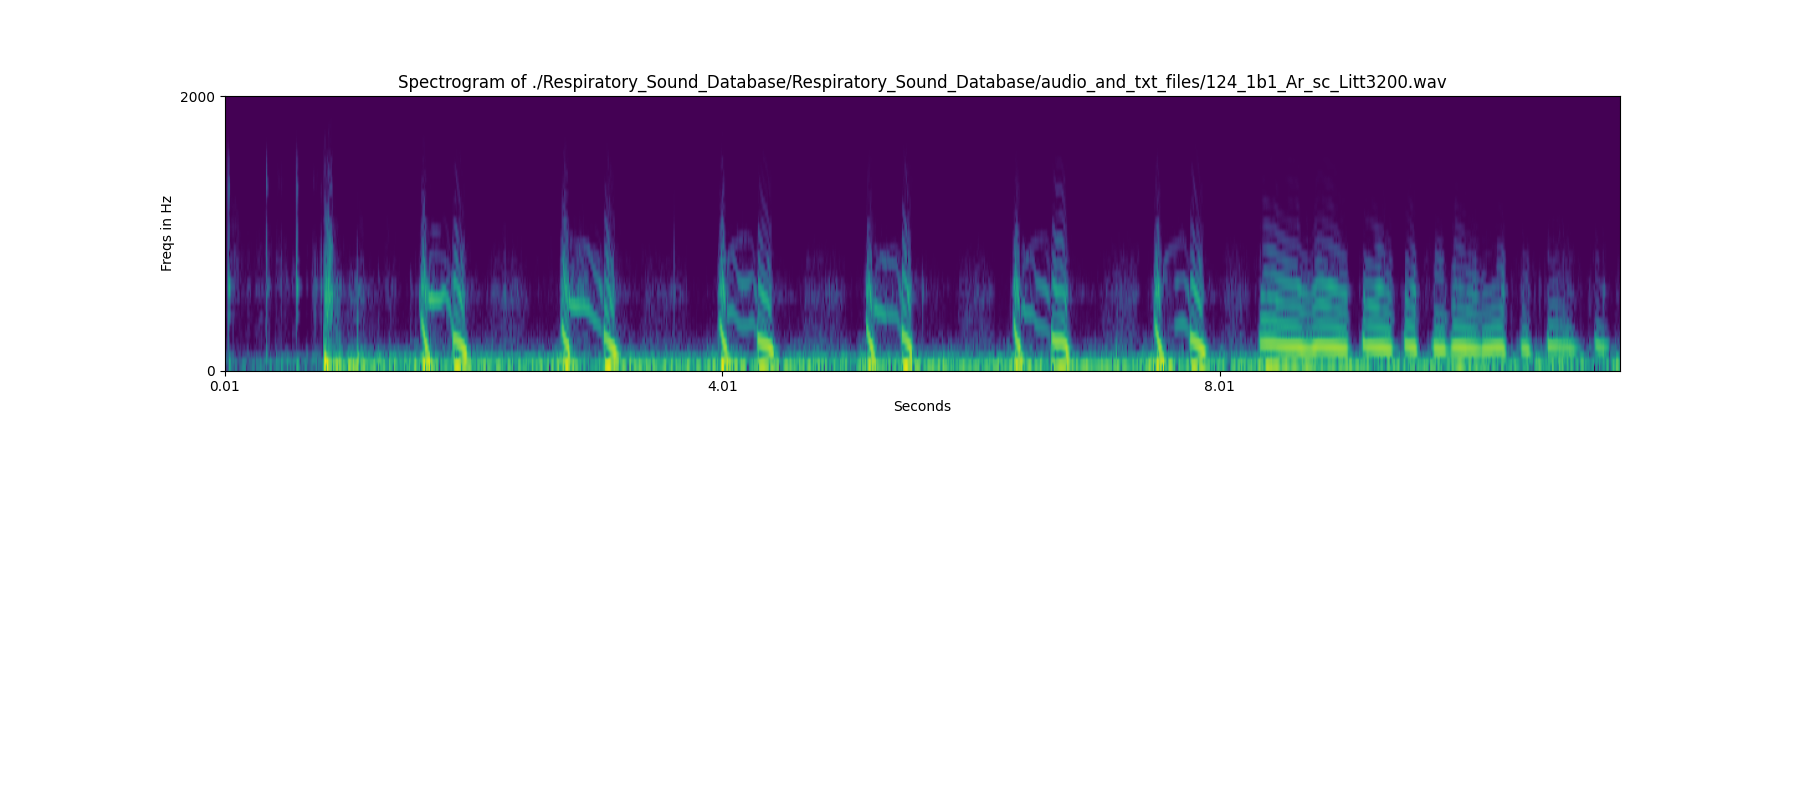 Spectrogram of ./Respiratory_Sound_Database/Respiratory_Sound_Database/audio_and_txt_files/124_1b1_Ar_sc_Litt3200.wav
2000
Freqs in Hz
0
0.01 4.01 8.01
Seconds